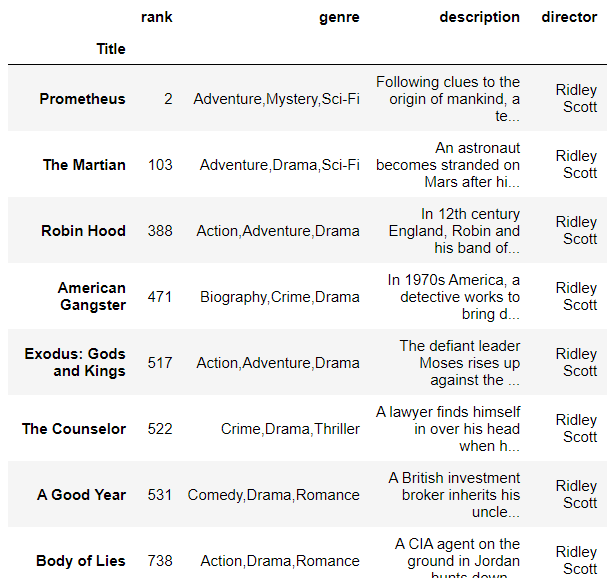 rank genre description director
Title
Prometheus 2 Adventure,Mystery,Sci-Fi Following clues to the origin of mankind, a te... Ridley Scott
The Martian 103 Adventure,Drama,Sci-Fi An astronaut becomes stranded on Mars after hi... Ridley Scott
Robin Hood 388 Action,Adventure,Drama In 12th century England, Robin and his band of... Ridley Scott
American Gangster 471 Biography,Crime,Drama In 1970s America, a detective works to bring d... Ridley Scott
Exodus: Gods and Kings 517 Action,Adventure,Drama The defiant leader Moses rises up against the ... Ridley Scott
The Counselor 522 Crime,Drama,Thriller A lawyer finds himself in over his head when h... Ridley Scott
A Good Year 531 Comedy,Drama,Romance A British investment broker inherits his uncle... Ridley Scott
Body of Lies 738 Action,Drama,Romance A CIA agent on the ground in Jordan hunts down Ridley Scott